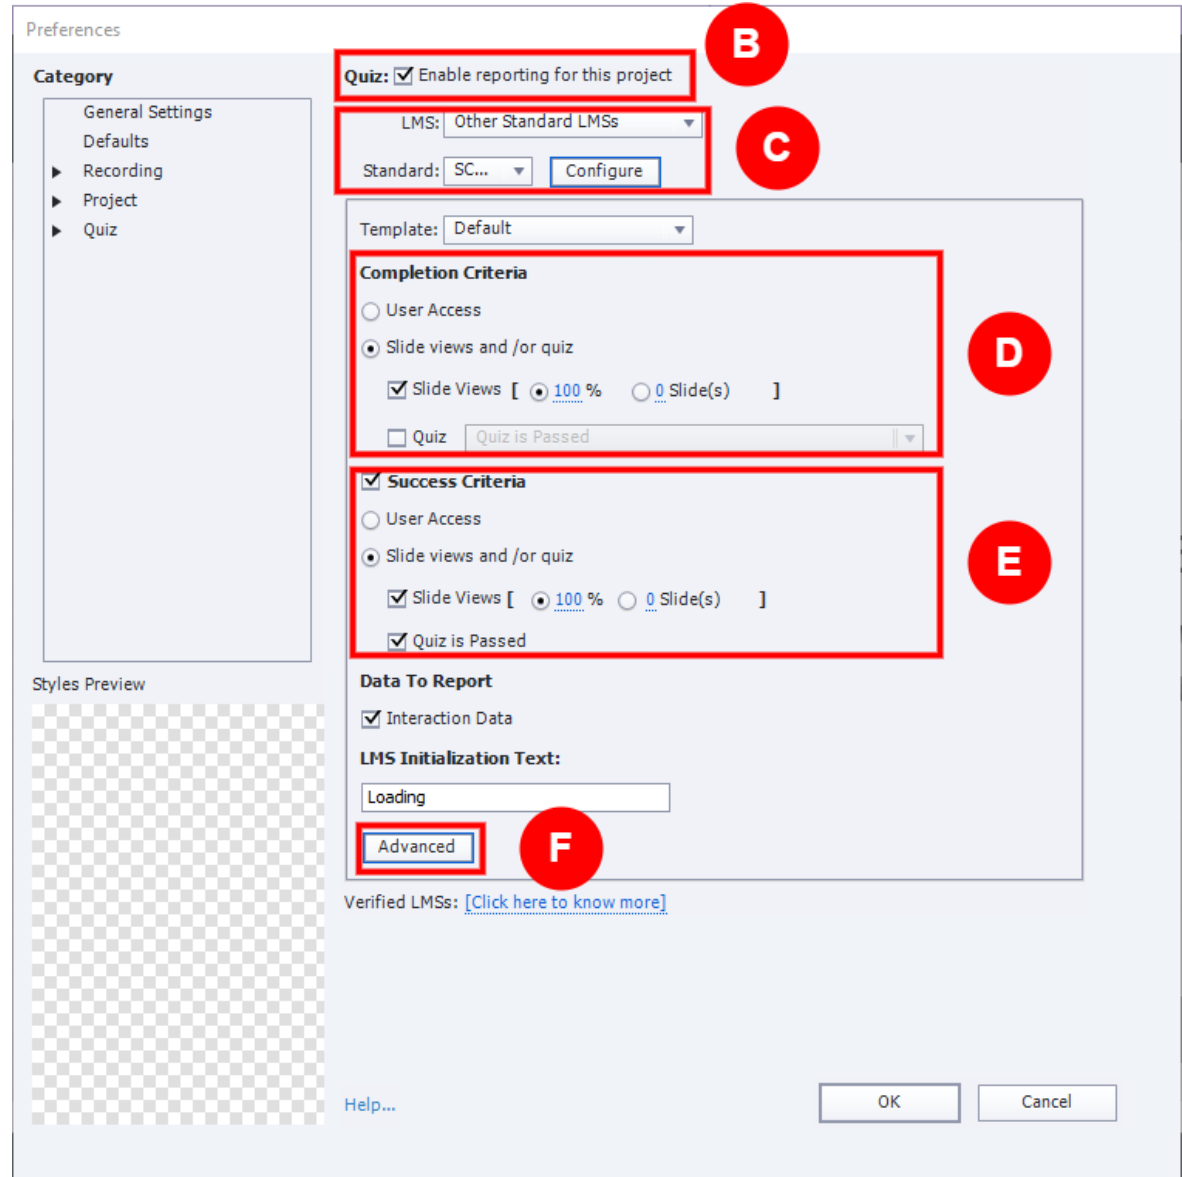 Preferences
B
Category
Quiz: Enable reporting for this project
General Settings
Defaults
Recording
Project
Quiz
LMS: Other Standard LMSs
C
Standard: SC... Configure
Template: Default
Completion Criteria
User Access
Slide views and /or quiz
D
Slide Views [ 100 % 0 Slide(s) ]
Quiz Quiz is Passed
Success Criteria
User Access
Slide views and /or quiz
E
Slide Views [ 100 % 0 Slide(s) ]
Quiz is Passed
Styles Preview
Data To Report
Interaction Data
LMS Initialization Text:
Loading
Advanced
F
Verified LMSs: [Click here to know more]
Help...
OK
Cancel